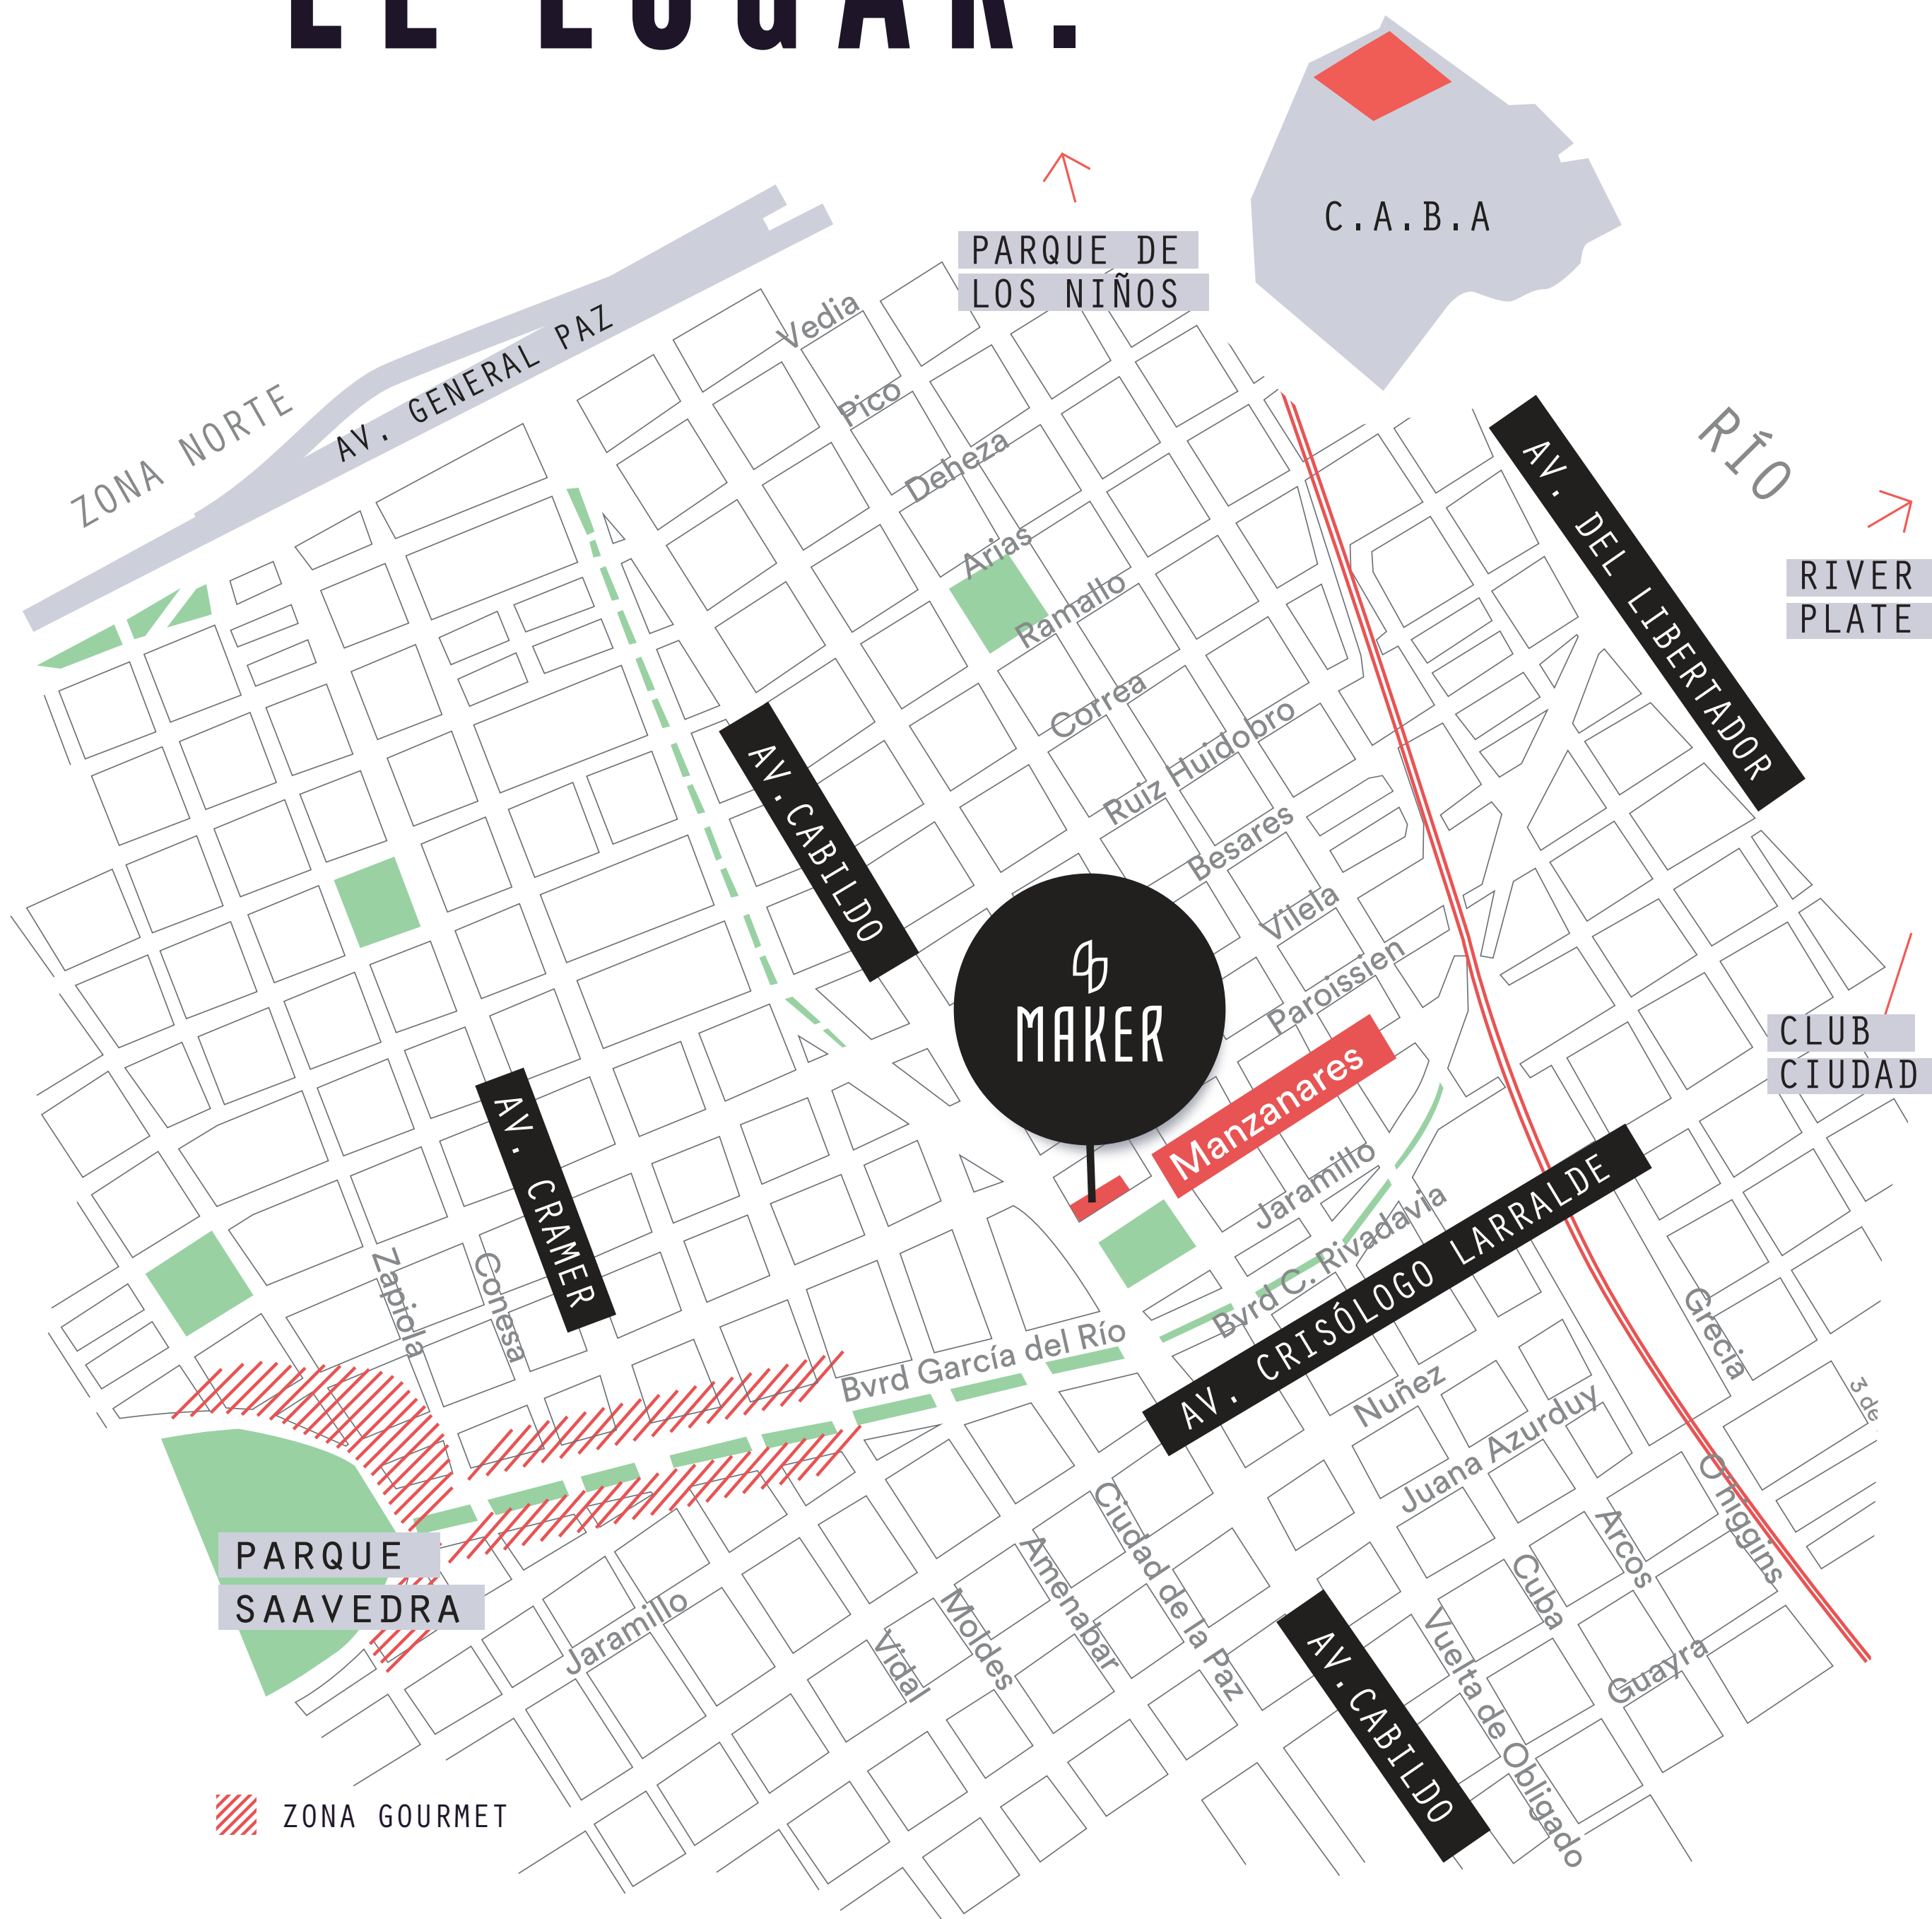 EL LUGAR.
C.A.B.A
PARQUE DE
LOS NIÑOS
ZONA NORTE
AV. GENERAL PAZ
RÍO
AV. DEL LIBERTADOR
RIVER
PLATE
Vedia
Pico
Deheza
Arias
Ramallo
Correa
Ruiz Huidobro
Besares
Vilela
Paroissien
AV.CABILDO
MAKER
Manzanares
CLUB
CIUDAD
AV. CRAMER
Jaramillo
Bvrd C. Rivadavia
AV. CRISÓLOGO LARRALDE
Zapiola
Conesa
Bvrd García del Río
Grecia
Nuñez
Juana Azurduy
3 de
O'higgins
Arcos
Cuba
Ciudad de la Paz
Amenabar
Moldes
Vidal
Jaramillo
PARQUE
SAAVEDRA
Vuelta de Obligado
Guayra
AV.CABILDO
ZONA GOURMET